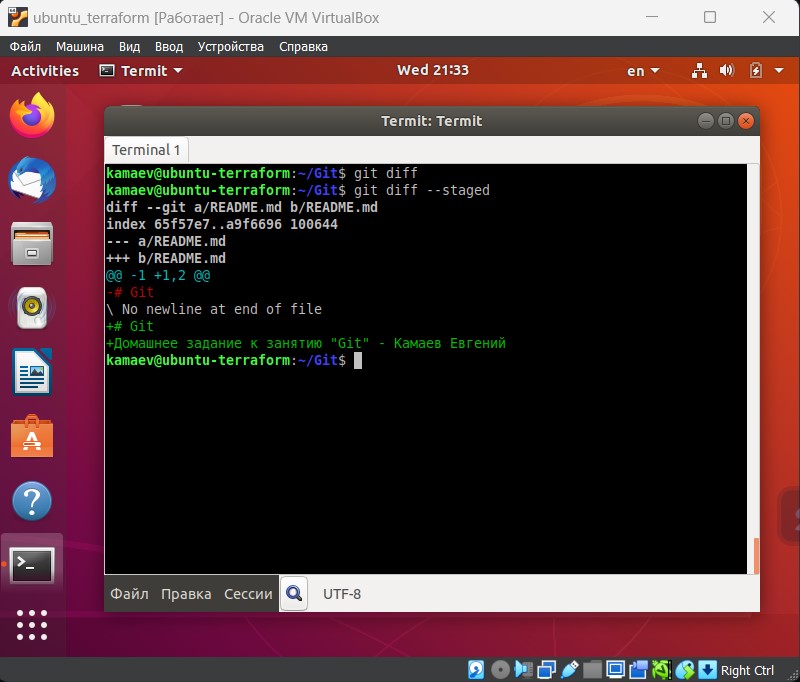 ubuntu_terraform [Работает] - Oracle VM VirtualBox
Файл Машина Вид Ввод Устройства Справка
Activities Termit Wed 21:33 en
Termit: Termit
Terminal 1
kamaev@ubuntu-terraform:~/Git$ git diff
kamaev@ubuntu-terraform:~/Git$ git diff --staged
diff --git a/README.md b/README.md
index 65f57e7..a9f6696 100644
--- a/README.md
+++ b/README.md
@@ -1 +1,2 @@
-# Git
\ No newline at end of file
+# Git
+Домашнее задание к занятию "Git" - Камаев Евгений
kamaev@ubuntu-terraform:~/Git$
Файл Правка Сессии UTF-8
Right Ctrl